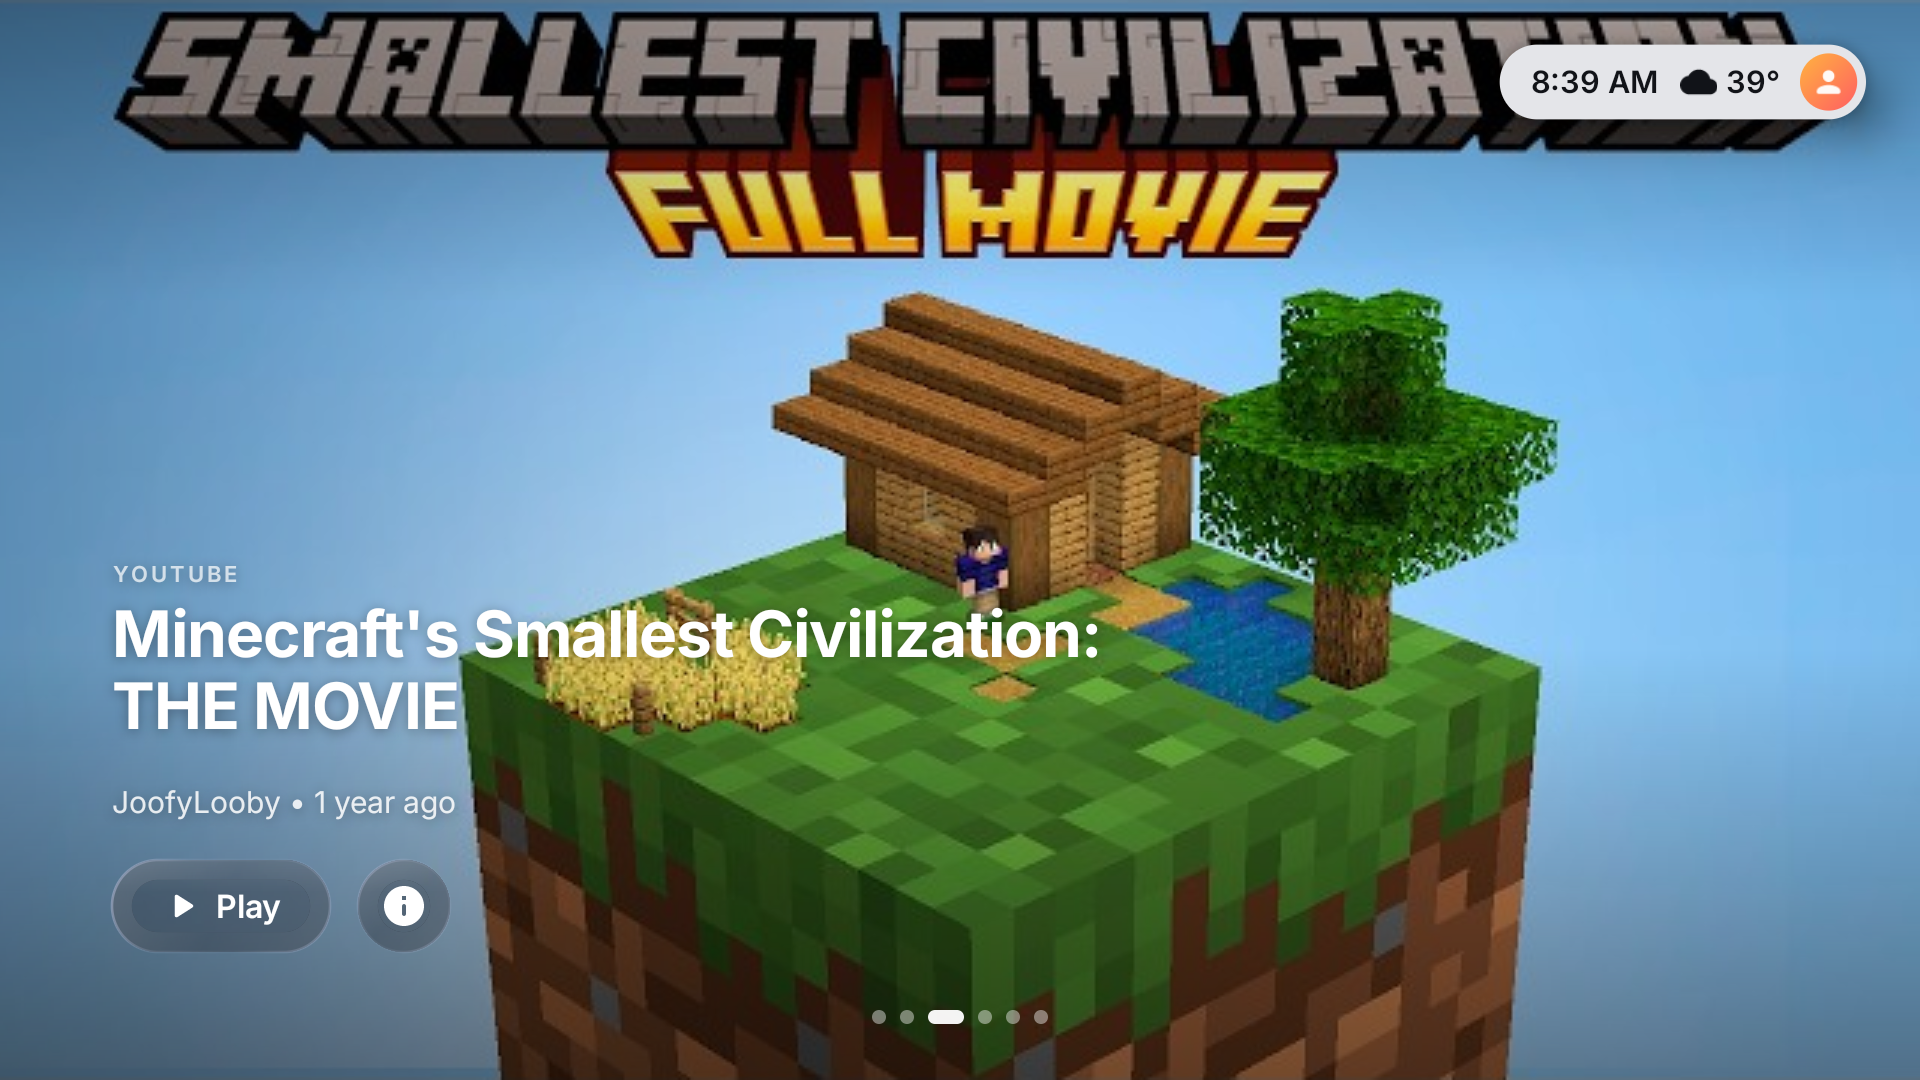 SMALLEST CIVILIZATION
8:39 AM 39°
FULL MOVIE
YOUTUBE
Minecraft's Smallest Civilization:
THE MOVIE
JoofyLooby • 1 year ago
Play